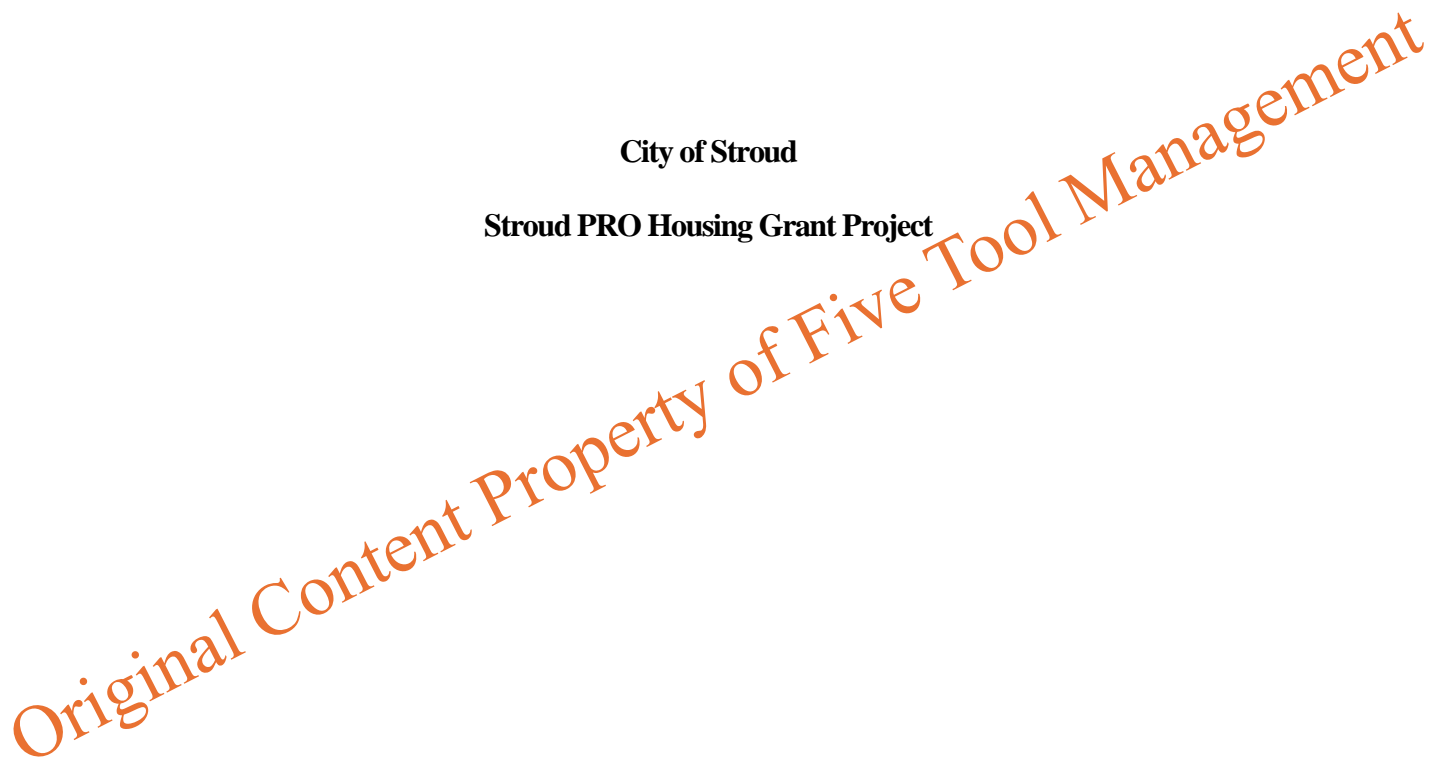 City of Stroud
Stroud PRO Housing Grant Project
Original Content Property of Five Tool Management